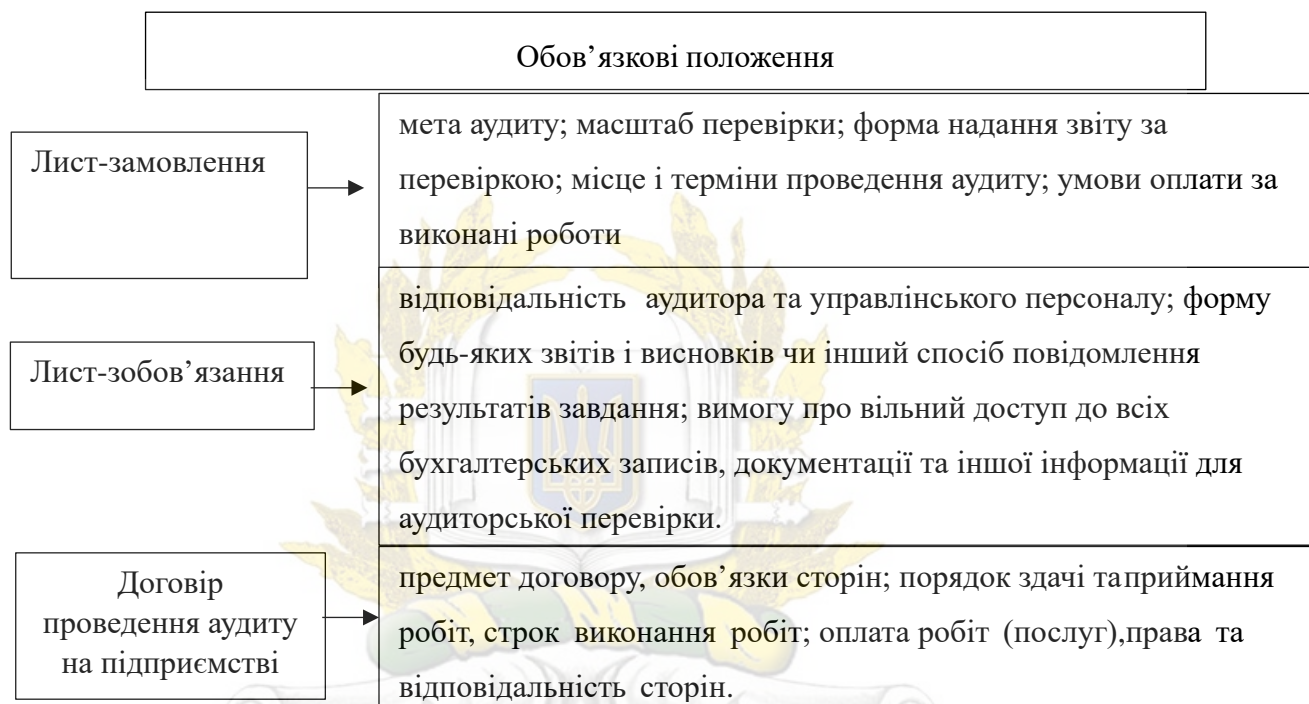 Обов’язкові положення
Лист-замовлення
мета аудиту; масштаб перевірки; форма надання звіту за
перевіркою; місце і терміни проведення аудиту; умови оплати за
виконані роботи
Лист-зобов’язання
відповідальність аудитора та управлінського персоналу; форму
будь-яких звітів і висновків чи інший спосіб повідомлення
результатів завдання; вимогу про вільний доступ до всіх
бухгалтерських записів, документації та іншої інформації для
аудиторської перевірки.
Договір
проведення аудиту
на підприємстві
предмет договору, обов’язки сторін; порядок здачі таприймання
робіт, строк виконання робіт; оплата робіт (послуг),права та
відповідальність сторін.